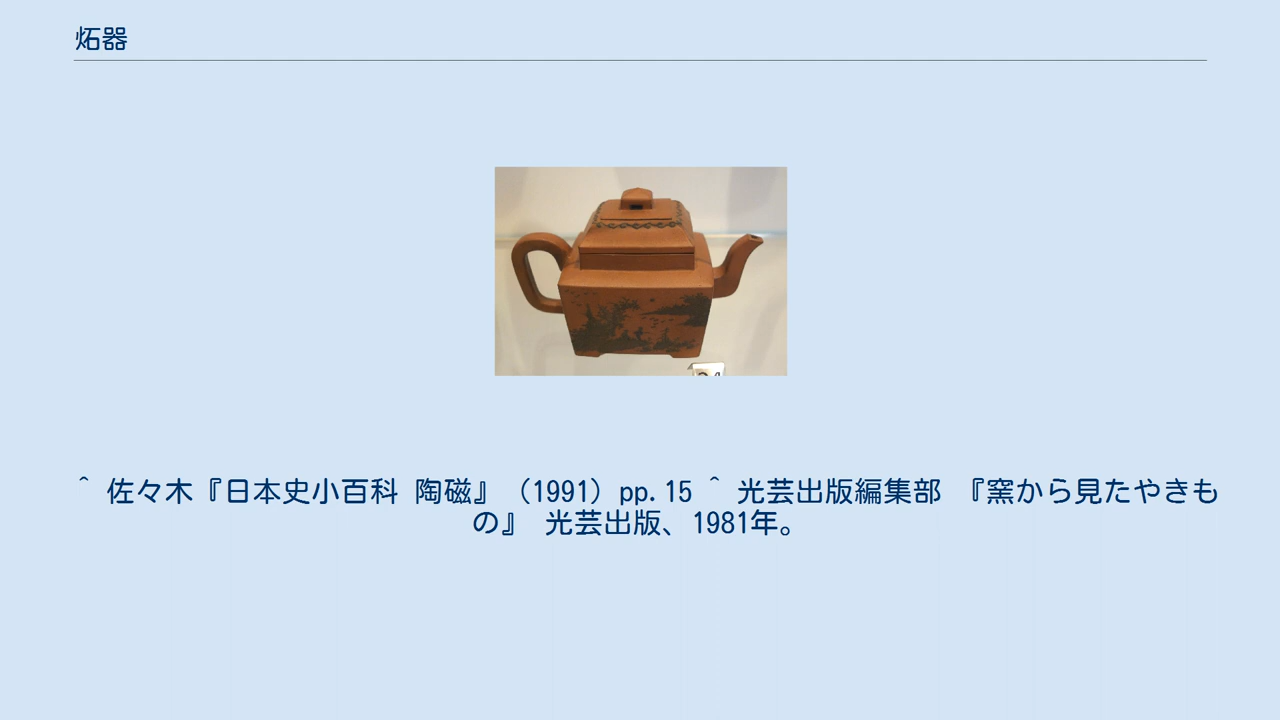 炻器
^ 佐々木『日本史小百科 陶磁』（1991）pp.15 ^ 光芸出版編集部 『窯から見たやきも
の』 光芸出版、1981年。